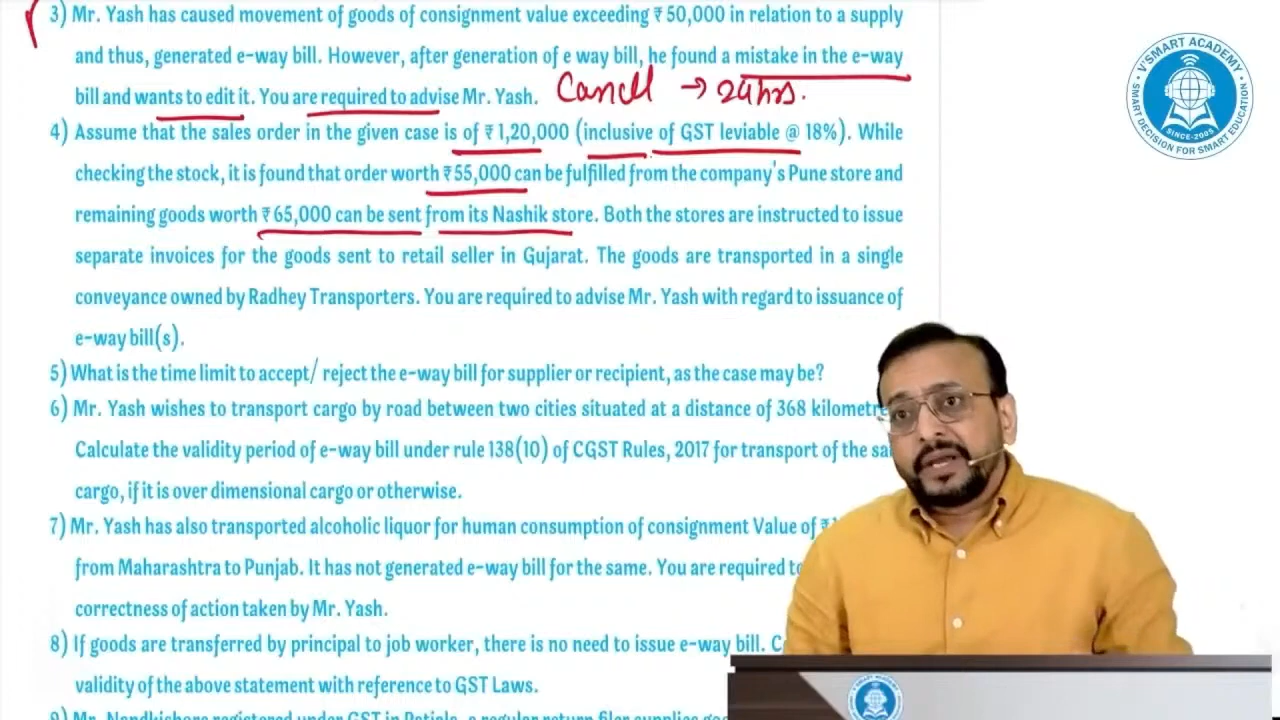 3) Mr. Yash has caused movement of goods of consignment value exceeding ₹ 50,000 in relation to a supply
and thus, generated e-way bill. However, after generation of e way bill, he found a mistake in the e-way
bill and wants to edit it. You are required to advise Mr. Yash. Cancel → 24 hrs.
4) Assume that the sales order in the given case is of ₹ 1,20,000 (inclusive of GST leviable @ 18%). While
checking the stock, it is found that order worth ₹ 55,000 can be fulfilled from the company's Pune store and
remaining goods worth ₹ 65,000 can be sent from its Nashik store. Both the stores are instructed to issue
separate invoices for the goods sent to retail seller in Gujarat. The goods are transported in a single
conveyance owned by Radhey Transporters. You are required to advise Mr. Yash with regard to issuance of
e-way bill(s).
5) What is the time limit to accept/ reject the e-way bill for supplier or recipient, as the case may be?
6) Mr. Yash wishes to transport cargo by road between two cities situated at a distance of 368
Calculate the validity period of e-way bill under rule 138(10) of CGST Rules, 2017 for transport of the
cargo, if it is over dimensional cargo or otherwise.
7) Mr. Yash has also transported alcoholic liquor for human consumption of consignment Value of
from Maharashtra to Punjab. It has not generated e-way bill for the same. You are required
correctness of action taken by Mr. Yash.
8) If goods are transferred by principal to job worker, there is no need to issue e-way bill.
validity of the above statement with reference to GST Laws.
V'SMART ACADEMY
SMART DECISION FOR SMART EDUCATION
SINCE-2005